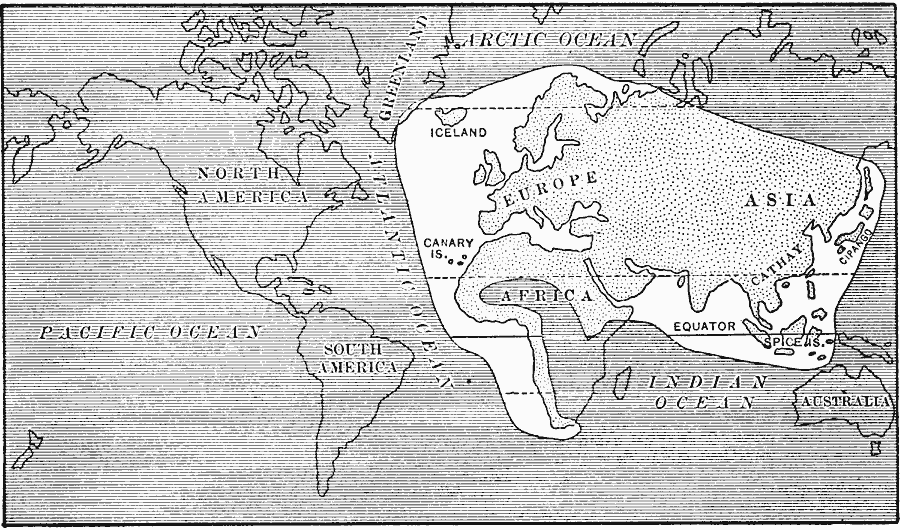 ARCTIC OCEAN
GREENLAND
ICELAND
NORTH
AMERICA
EUROPE
ASIA
ATLANTIC OCEAN
CANARY
IS.
CATHAY
CIPANGO
AFRICA
PACIFIC OCEAN
EQUATOR
SPICE IS.
SOUTH
AMERICA
INDIAN
OCEAN
AUSTRALIA